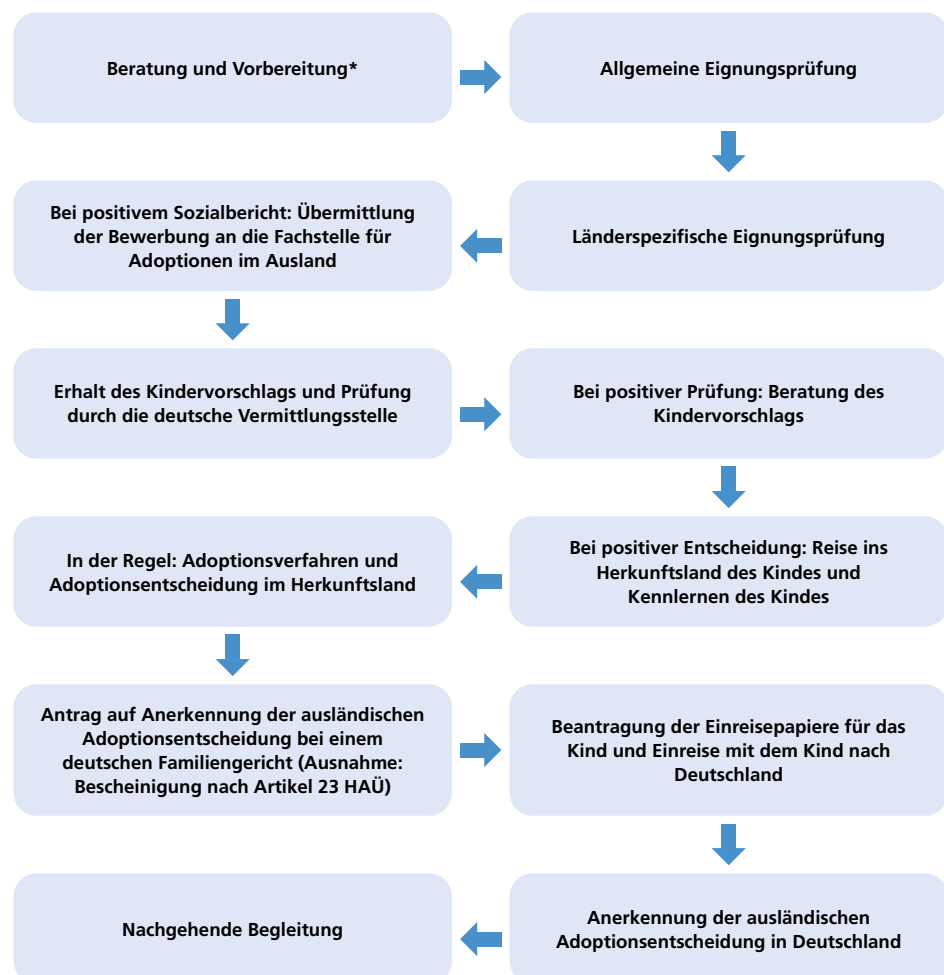 Beratung und Vorbereitung*
Allgemeine Eignungsprüfung
Länderspezifische Eignungsprüfung
Bei positivem Sozialbericht: Übermittlung
der Bewerbung an die Fachstelle für
Adoptionen im Ausland
Erhalt des Kindervorschlags und Prüfung
durch die deutsche Vermittlungsstelle
Bei positiver Prüfung: Beratung des
Kindervorschlags
Bei positiver Entscheidung: Reise ins
Herkunftsland des Kindes und
Kennlernen des Kindes
In der Regel: Adoptionsverfahren und
Adoptionsentscheidung im Herkunftsland
Antrag auf Anerkennung der ausländischen
Adoptionsentscheidung bei einem
deutschen Familiengericht (Ausnahme:
Bescheinigung nach Artikel 23 HAÜ)
Beantragung der Einreisepapiere für das
Kind und Einreise mit dem Kind nach
Deutschland
Anerkennung der ausländischen
Adoptionsentscheidung in Deutschland
Nachgehende Begleitung